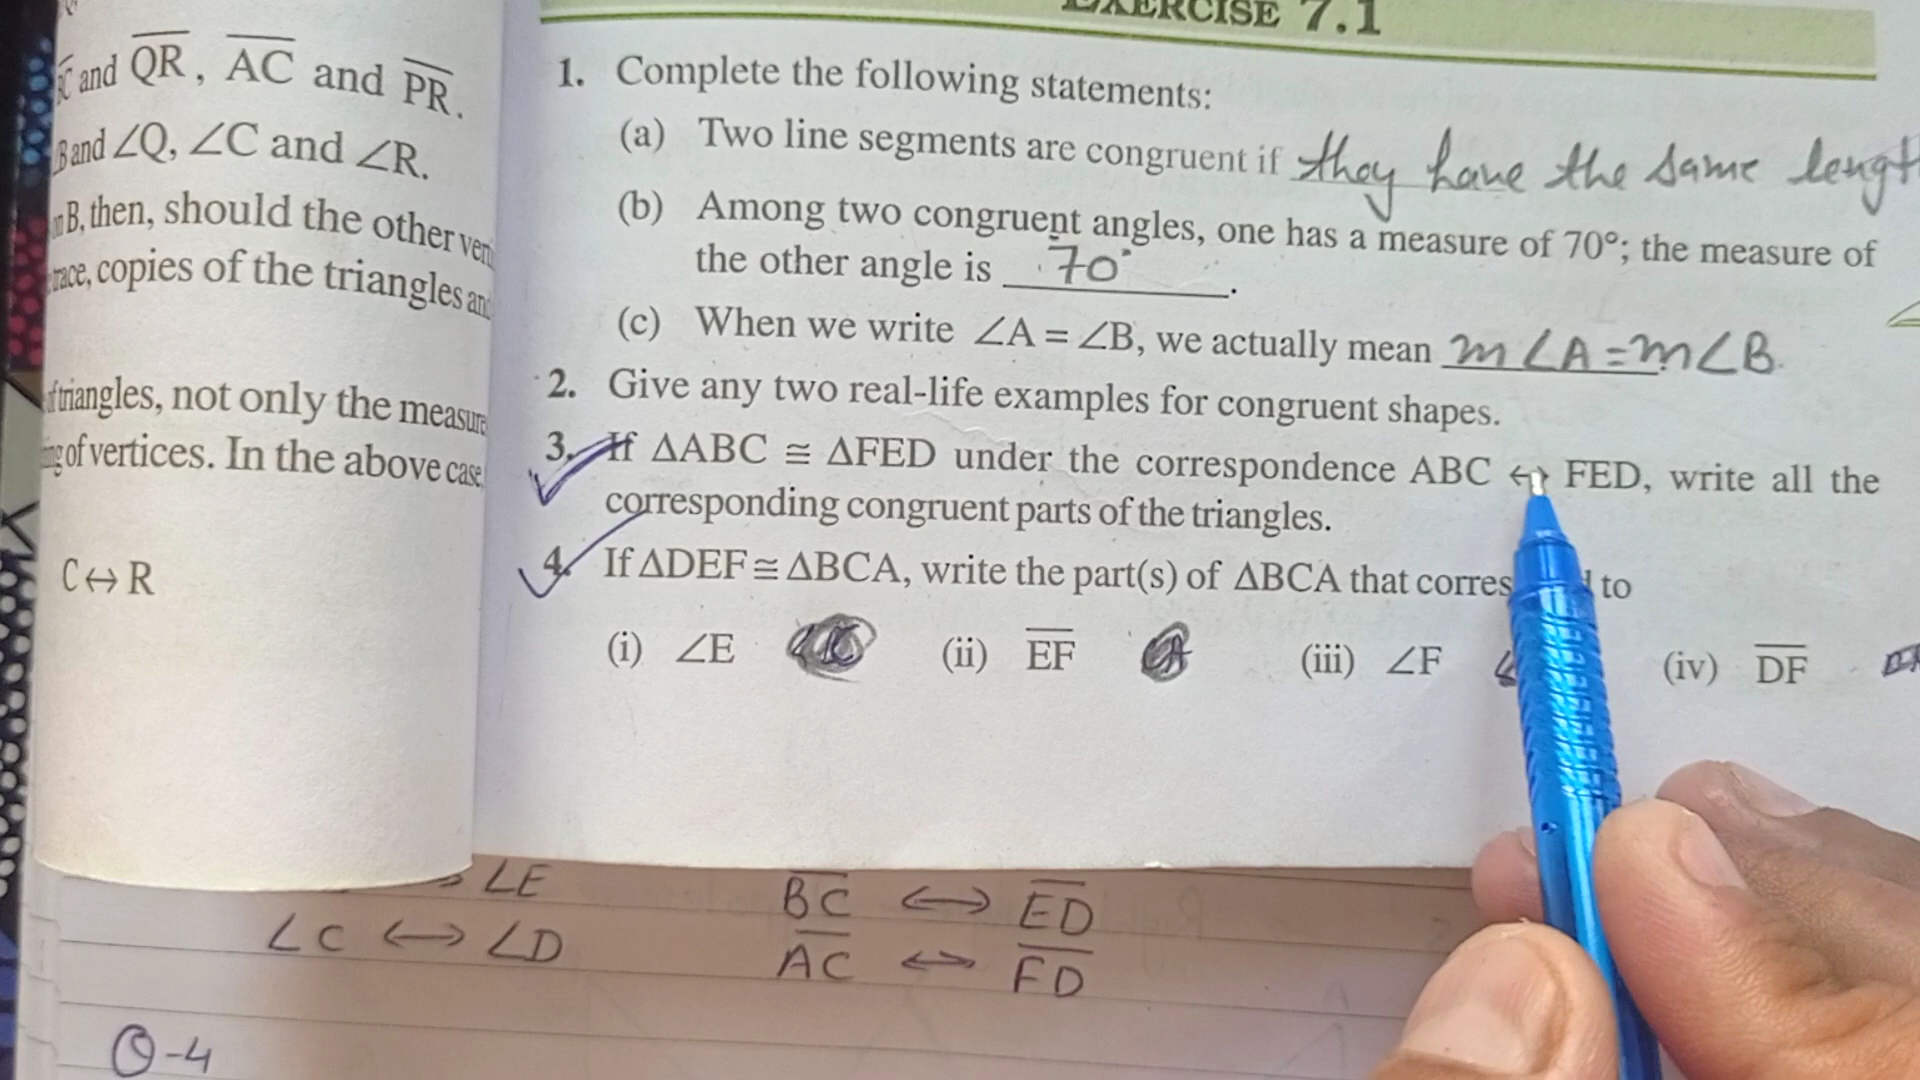 and QR, AC and PR.
and ∠Q, ∠C and ∠R.
B, then, should the other
copies of the triangles
triangles, not only the
of vertices. In the above case
C↔R
EXERCISE 7.1
1. Complete the following statements:
(a) Two line segments are congruent if they have the same
(b) Among two congruent angles, one has a measure of 70°; the measure of
the other angle is 70°.
(c) When we write ∠A = ∠B, we actually mean m∠A = m∠B.
2. Give any two real-life examples for congruent shapes.
3. If ΔABC ≅ ΔFED under the correspondence ABC ↔ FED, write all the
corresponding congruent parts of the triangles.
4. If ΔDEF ≅ ΔBCA, write the part(s) of ΔBCA that to
(i) ∠E (ii) EF (iii) ∠F (iv) DF
∠E BC ↔ ED
∠C ↔ ∠D AC ↔ FD
Q-4